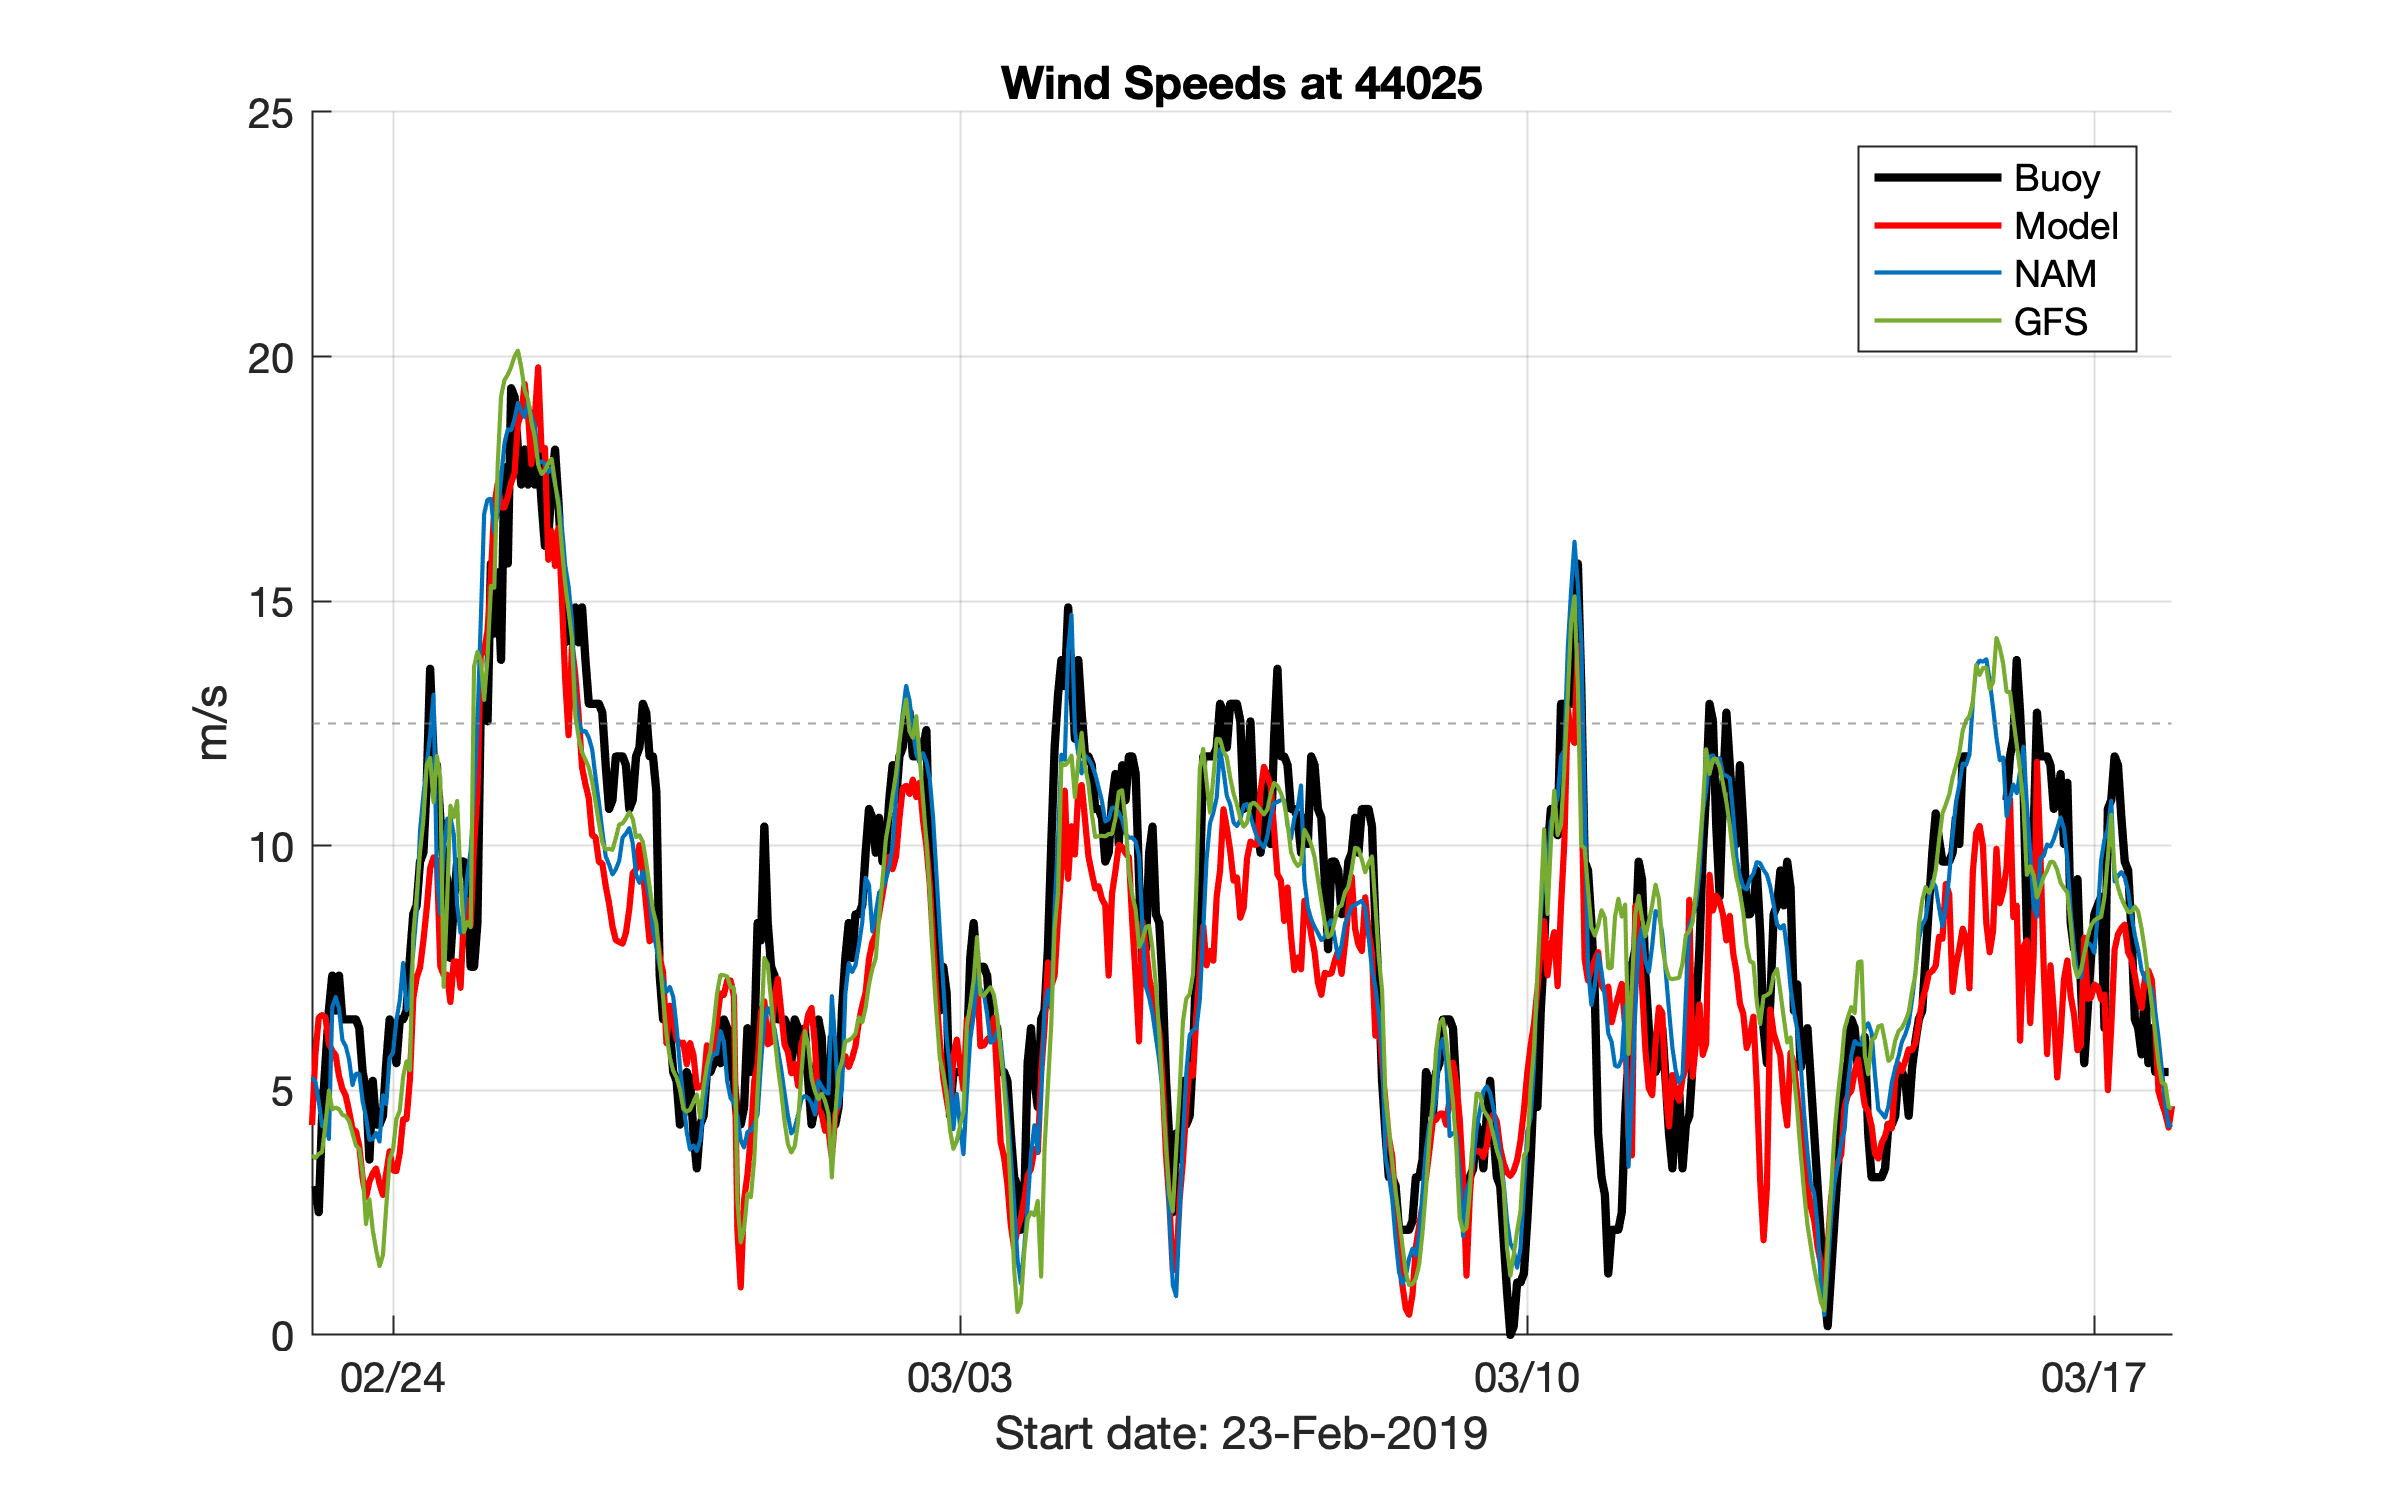 Wind Speeds at 44025
25
20
15
10
5
0
m/s
Buoy
Model
NAM
GFS
02/24
03/03
03/10
03/17
Start date: 23-Feb-2019